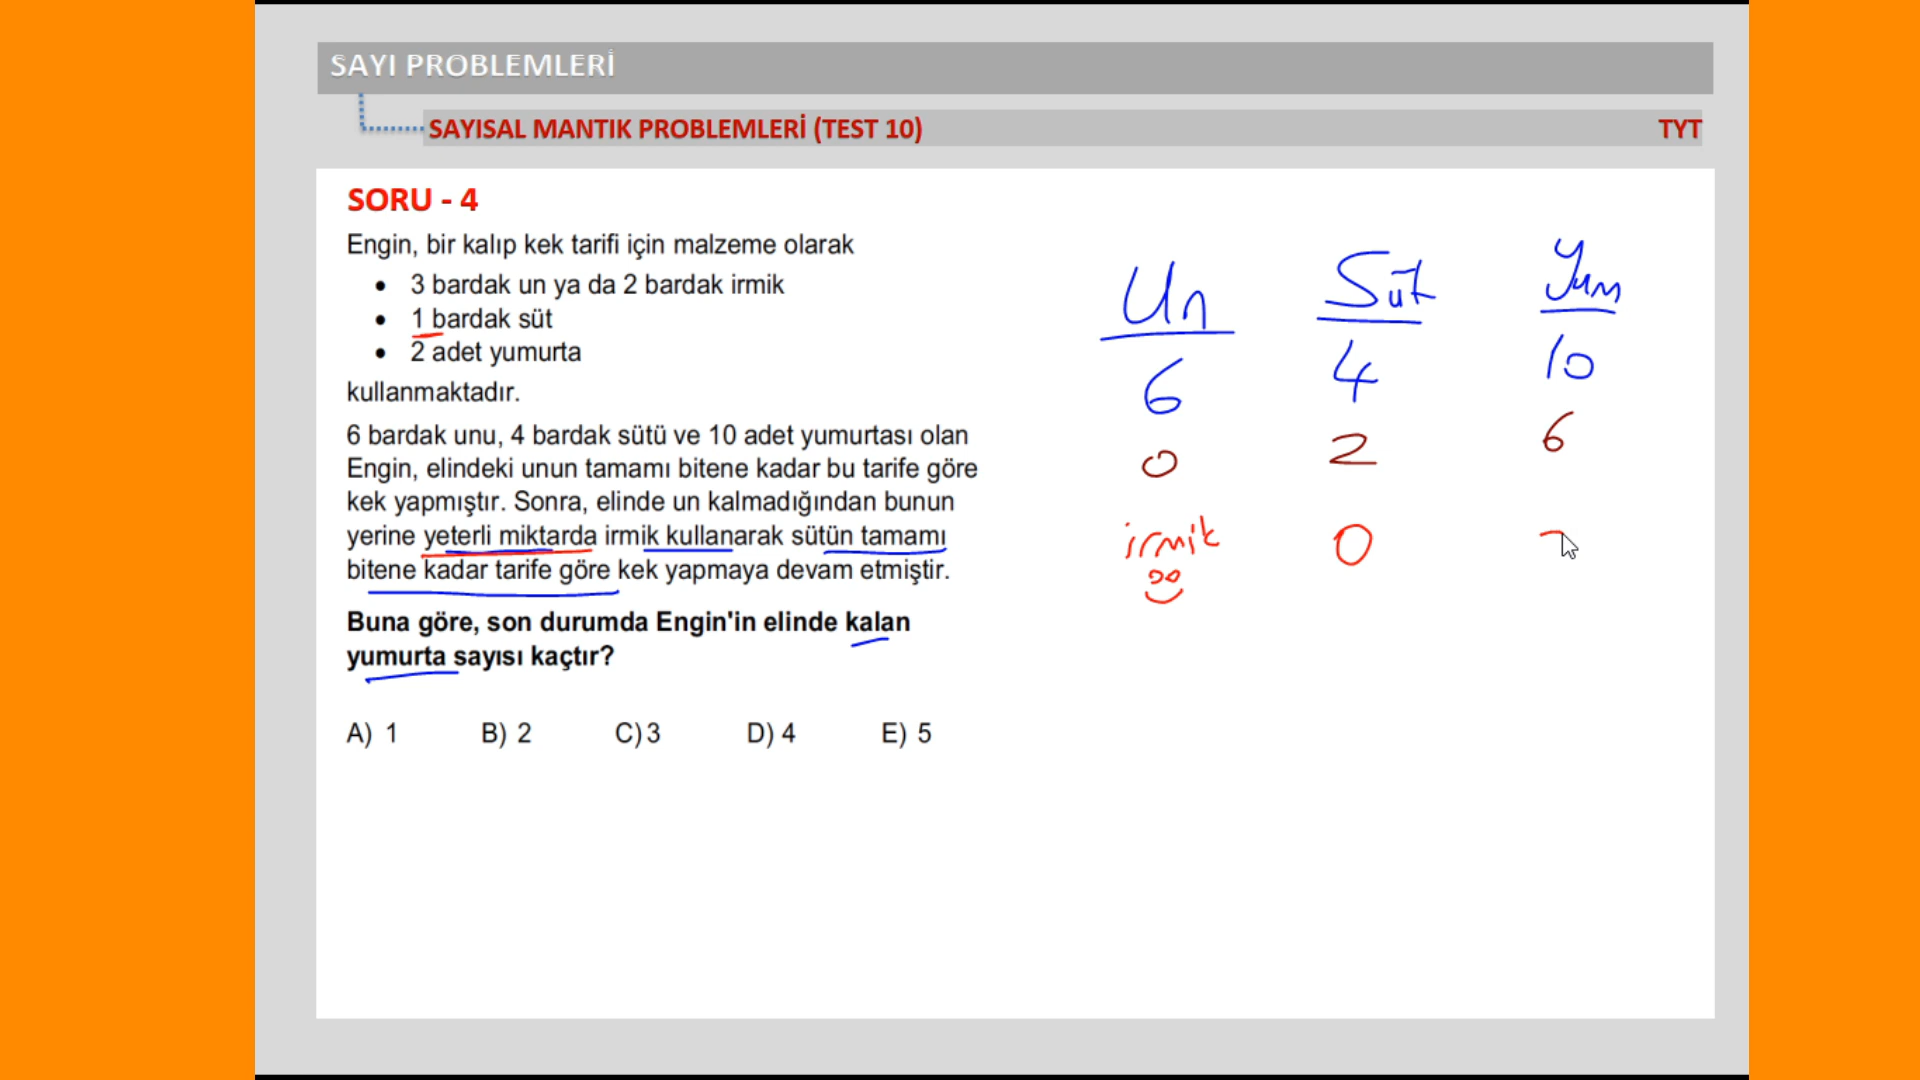 SAYI PROBLEMLERİ
SAYISAL MANTIK PROBLEMLERİ (TEST 10) TYT
SORU - 4
Engin, bir kalıp kek tarifi için malzeme olarak
• 3 bardak un ya da 2 bardak irmik
• 1 bardak süt
• 2 adet yumurta
kullanmaktadır.
6 bardak unu, 4 bardak sütü ve 10 adet yumurtası olan
Engin, elindeki unun tamamı bitene kadar bu tarife göre
kek yapmıştır. Sonra, elinde un kalmadığından bunun
yerine yeterli miktarda irmik kullanarak sütün tamamı
bitene kadar tarife göre kek yapmaya devam etmiştir.
Buna göre, son durumda Engin'in elinde kalan
yumurta sayısı kaçtır?
A) 1 B) 2 C) 3 D) 4 E) 5
Un Süt Yum
6 4 10
0 2 6
irmik 0